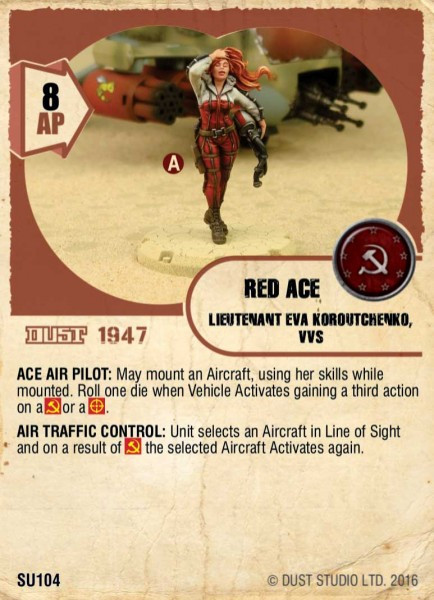 8
AP
A
RED ACE
LIEUTENANT EVA KOROUTCHENKO,
VVS
DUST 1947
ACE AIR PILOT: May mount an Aircraft, using her skills while
mounted. Roll one die when Vehicle Activates gaining a third action
on a or a .
AIR TRAFFIC CONTROL: Unit selects an Aircraft in Line of Sight
and on a result of the selected Aircraft Activates again.
SU104
© DUST STUDIO LTD. 2016